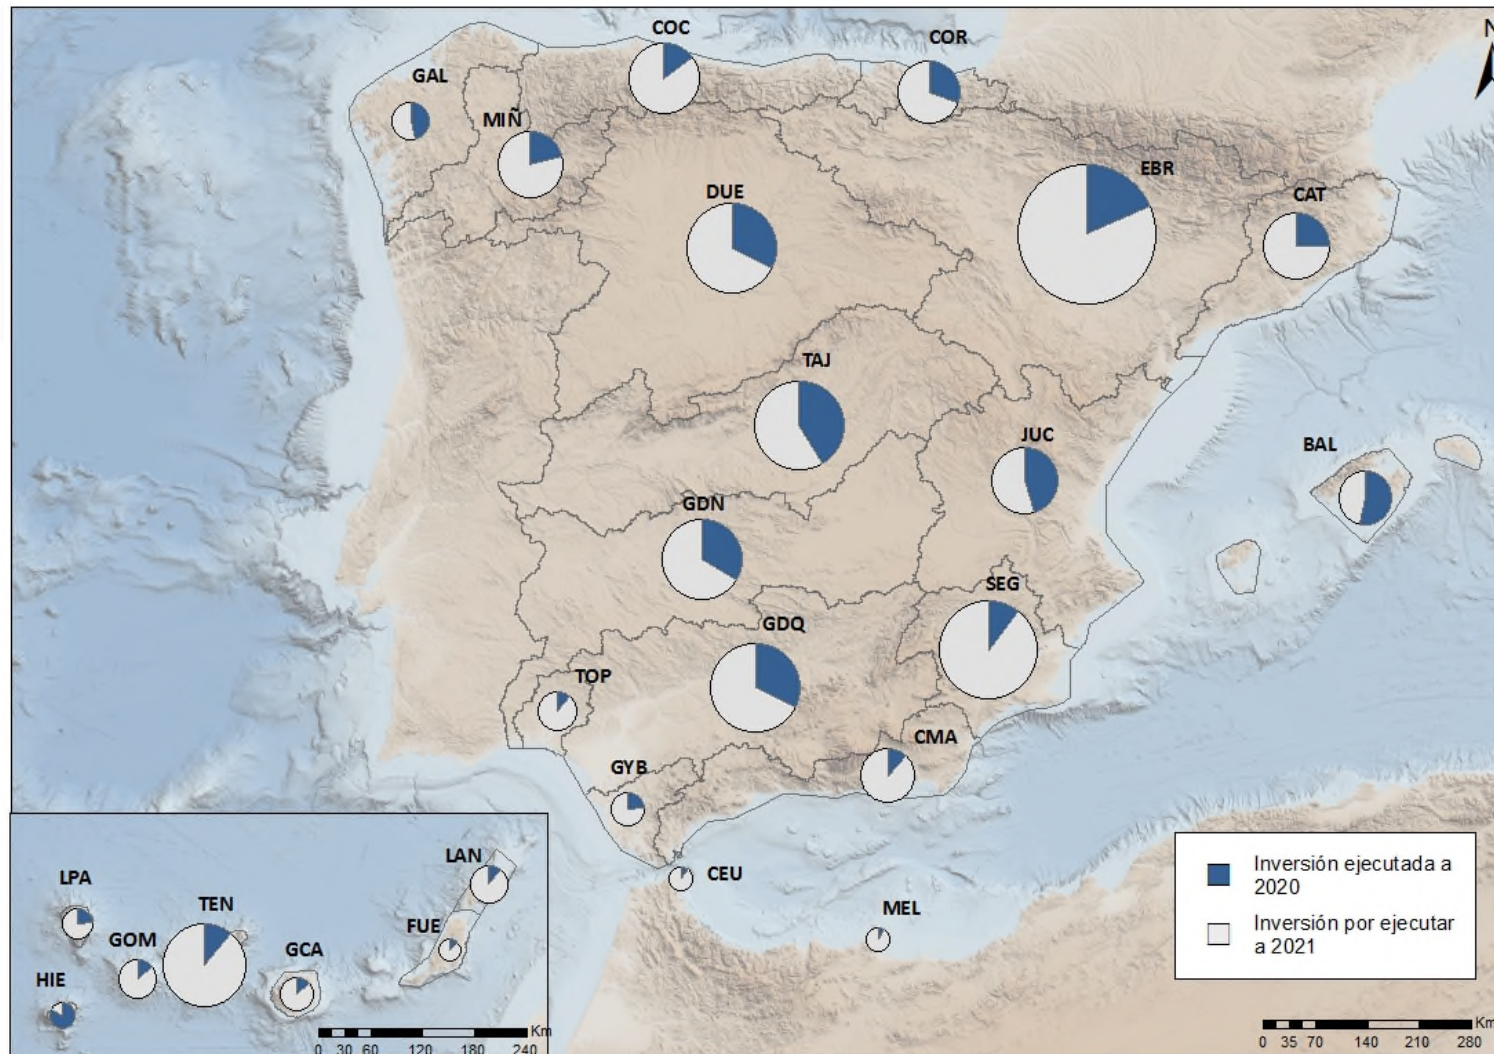 COC
COR
N
GAL
MIÑ
EBR
DUE
CAT
TAJ
JUC
BAL
GDN
SEG
GDQ
TOP
CMA
GYB
CEU
MEL
LAN
LPA
TEN
FUE
GOM
GCA
HIE
Km
0 30 60 120 180 240
Inversión ejecutada a
2020
Inversión por ejecutar
a 2021
Km
0 35 70 140 210 280